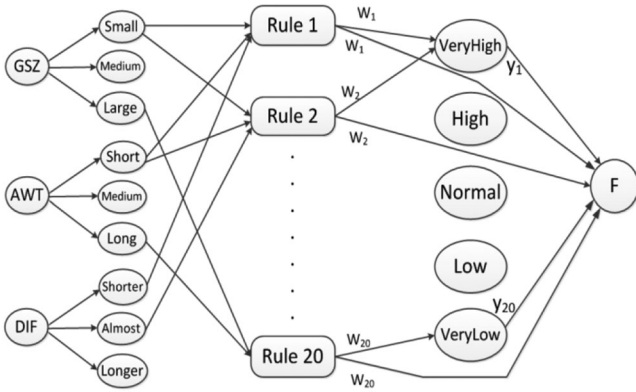 GSZ
Small
Medium
Large
AWT
Short
Medium
Long
DIF
Shorter
Almost
Longer
Rule 1
Rule 2
Rule 20
W1
W1
W2
W2
W20
W20
VeryHigh
High
Normal
Low
VeryLow
y1
y20
F